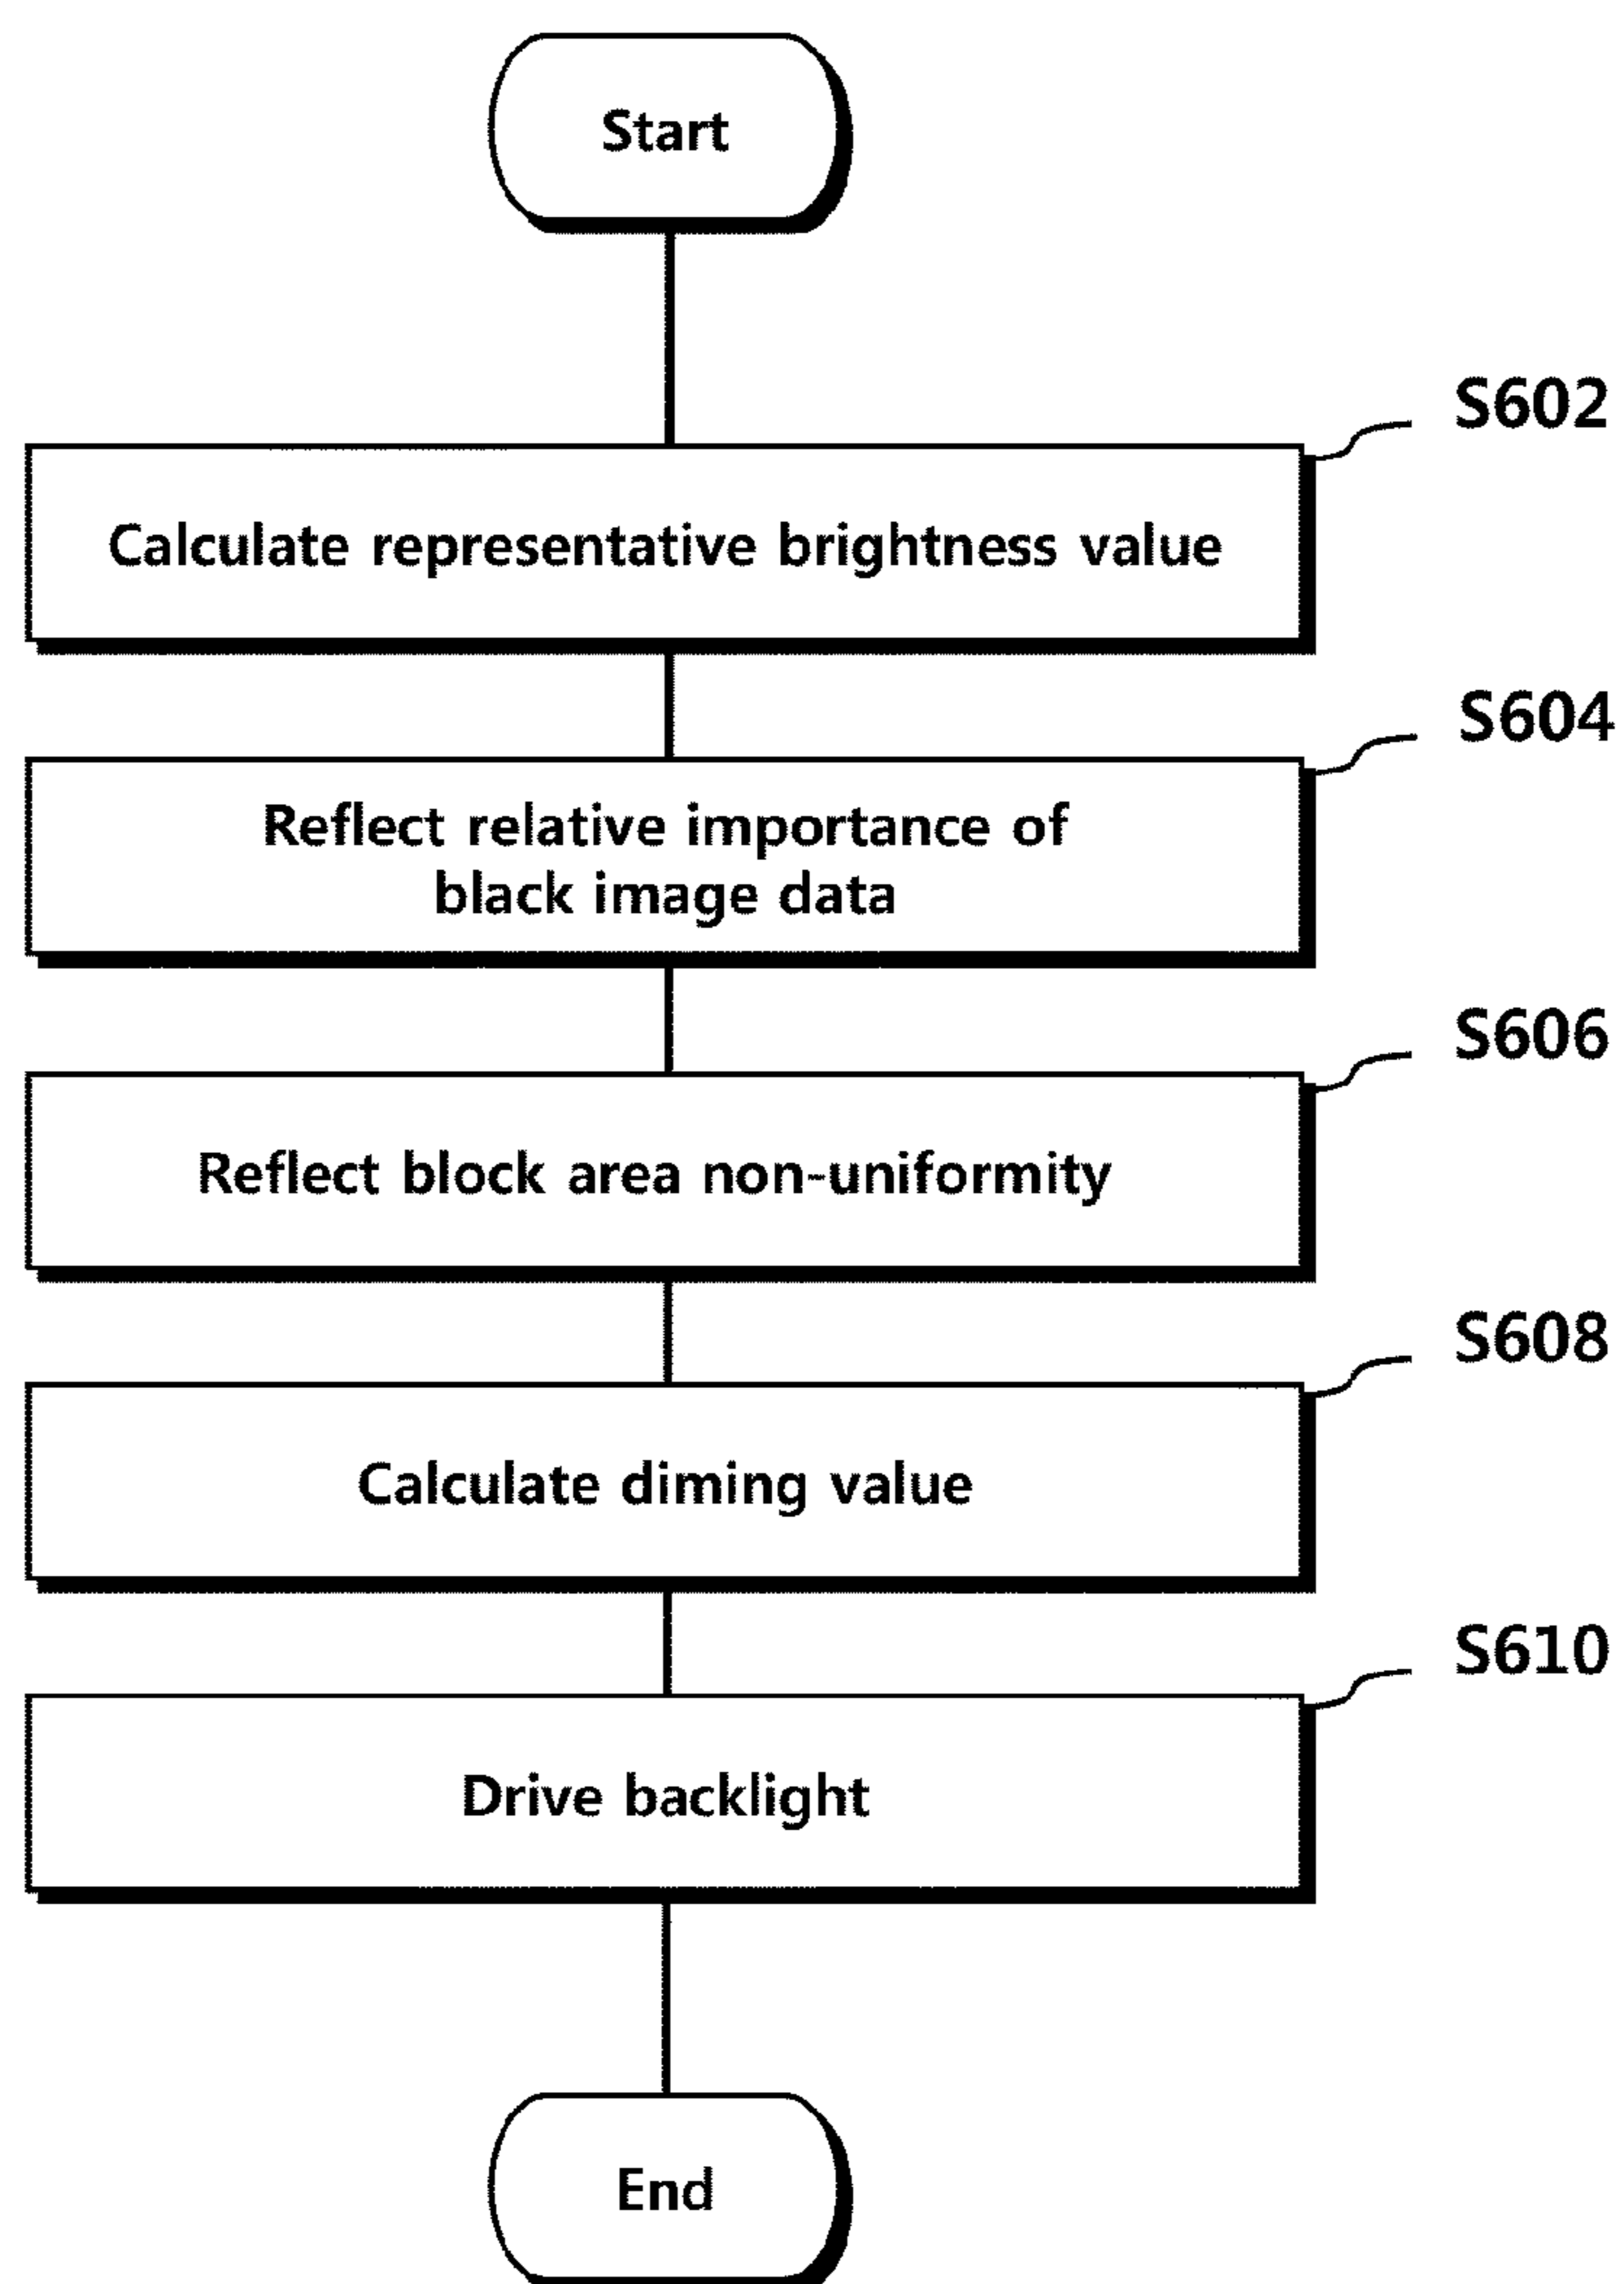 Start
S602
Calculate representative brightness value
S604
Reflect relative importance of
black image data
S606
Reflect block area non-uniformity
S608
Calculate diming value
S610
Drive backlight
End